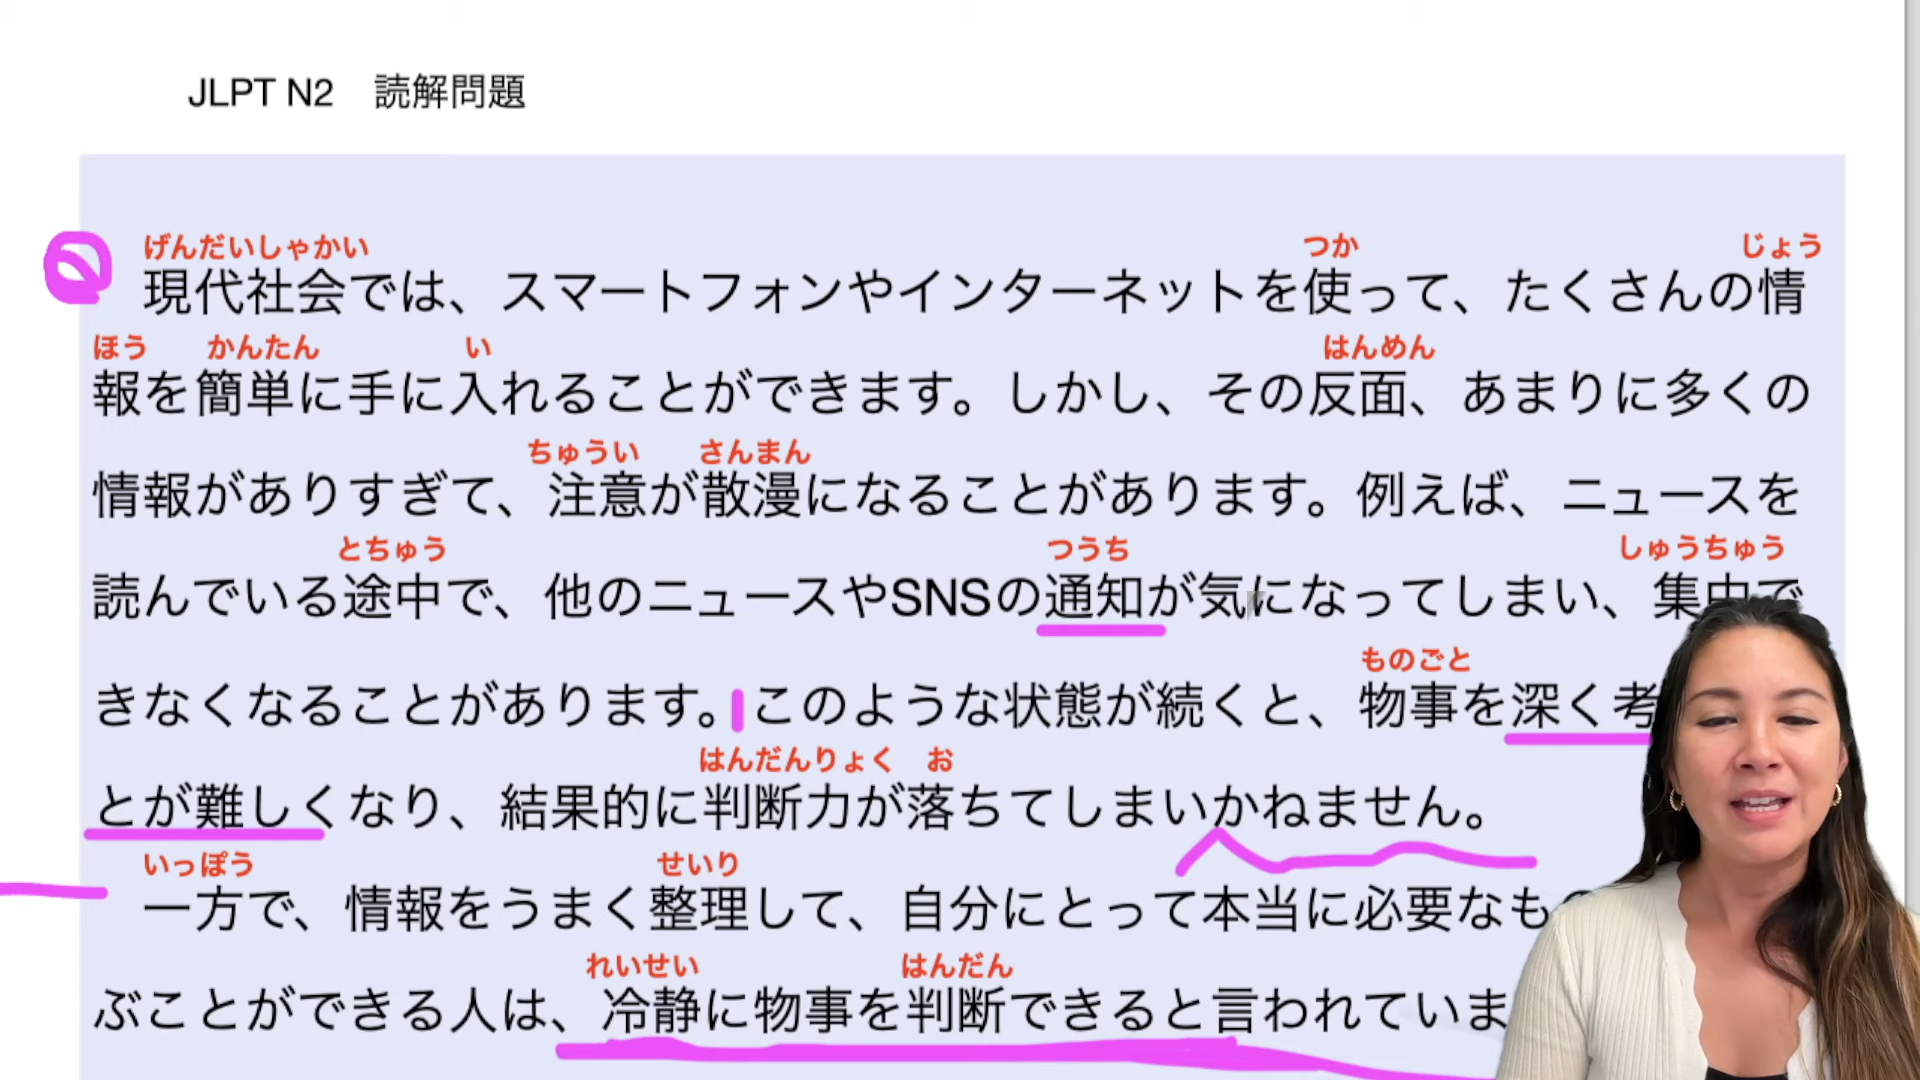 JLPT N2 読解問題
げんだいしゃかい つか じょう
現代社会では、スマートフォンやインターネットを使って、たくさんの情
ほう かんたん い はんめん
報を簡単に手に入れることができます。しかし、その反面、あまりに多くの
ちゅうい さんまん
情報がありすぎて、注意が散漫になることがあります。例えば、ニュースを
とちゅう つうち しゅうちゅう
読んでいる途中で、他のニュースやSNSの通知が気になってしまい、集中で
ものごと
きなくなることがあります。このような状態が続くと、物事を深く考
はんだんりょく お
とが難しくなり、結果的に判断力が落ちてしまいかねません。
いっぽう せいり
一方で、情報をうまく整理して、自分にとって本当に必要なも
れいせい はんだん
ぶことができる人は、冷静に物事を判断できると言われていま